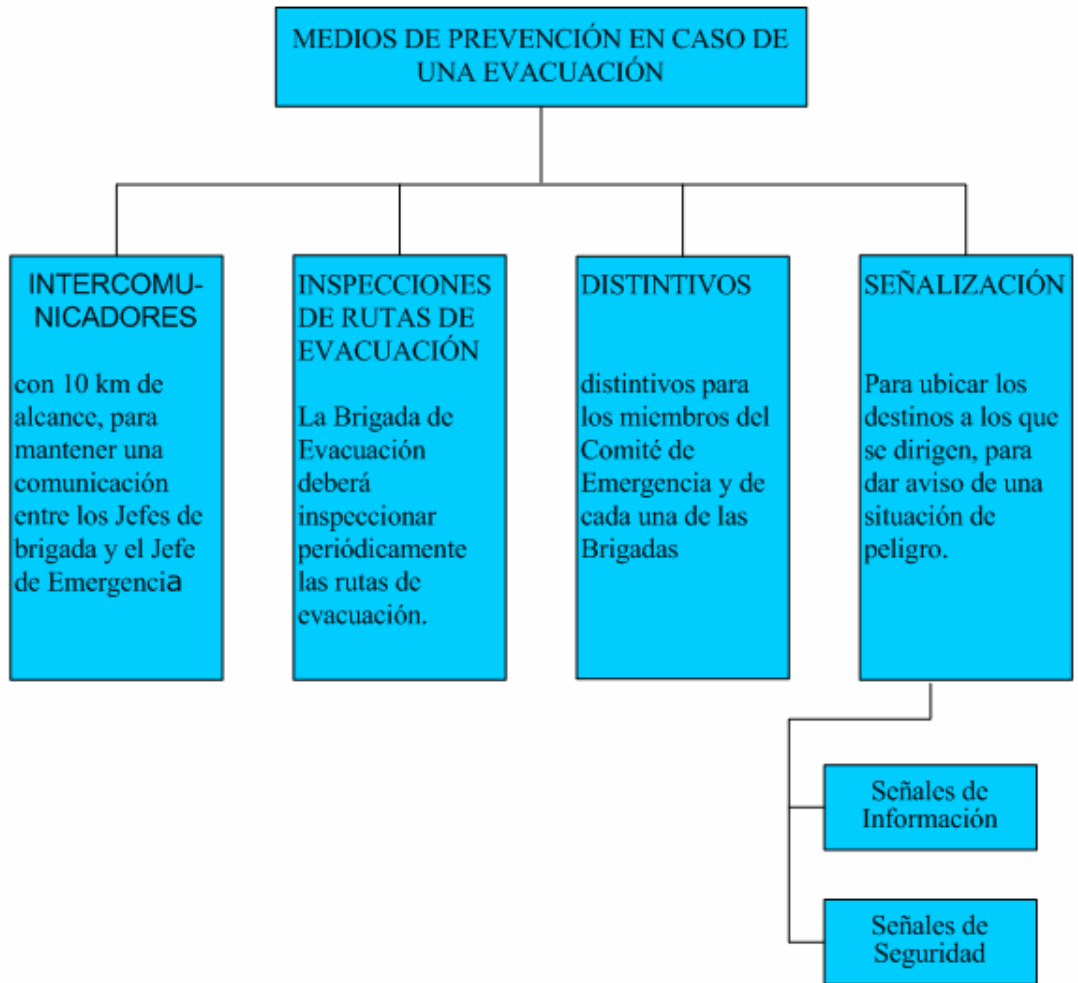 MEDIOS DE PREVENCIÓN EN CASO DE
UNA EVACUACIÓN
INTERCOMU-
NICADORES
con 10 km de
alcance, para
mantener una
comunicación
entre los Jefes de
brigada y el Jefe
de Emergencia
INSPECCIONES
DE RUTAS DE
EVACUACIÓN
La Brigada de
Evacuación
deberá
inspeccionar
periódicamente
las rutas de
evacuación.
DISTINTIVOS
distintivos para
los miembros del
Comité de
Emergencia y de
cada una de las
Brigadas
SEÑALIZACIÓN
Para ubicar los
destinos a los que
se dirigen, para
dar aviso de una
situación de
peligro.
Señales de
Información
Señales de
Seguridad